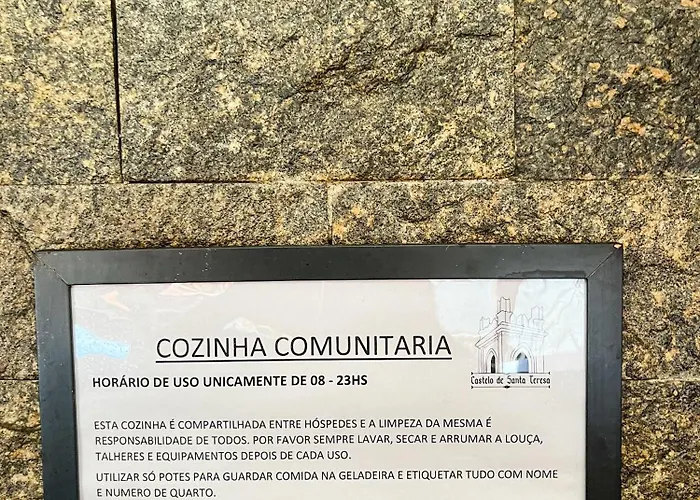 COZINHA COMUNITARIA
Castelo de Santa Teresa
HORÁRIO DE USO UNICAMENTE DE 08 - 23HS
ESTA COZINHA É COMPARTILHADA ENTRE HÓSPEDES E A LIMPEZA DA MESMA É
RESPONSABILIDADE DE TODOS. POR FAVOR SEMPRE LAVAR, SECAR E ARRUMAR A LOUÇA,
TALHERES E EQUIPAMENTOS DEPOIS DE CADA USO.
UTILIZAR SÓ POTES PARA GUARDAR COMIDA NA GELADEIRA E ETIQUETAR TUDO COM NOME
E NUMERO DE QUARTO.